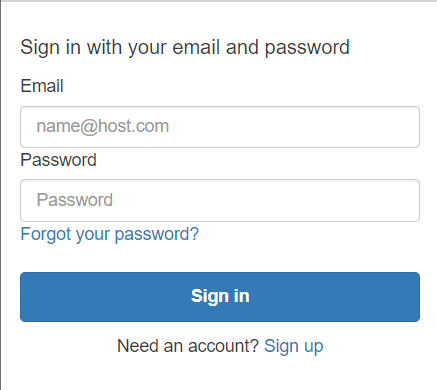 Sign in with your email and password
Email
name@host.com
Password
Password
Forgot your password?
Sign in
Need an account? Sign up